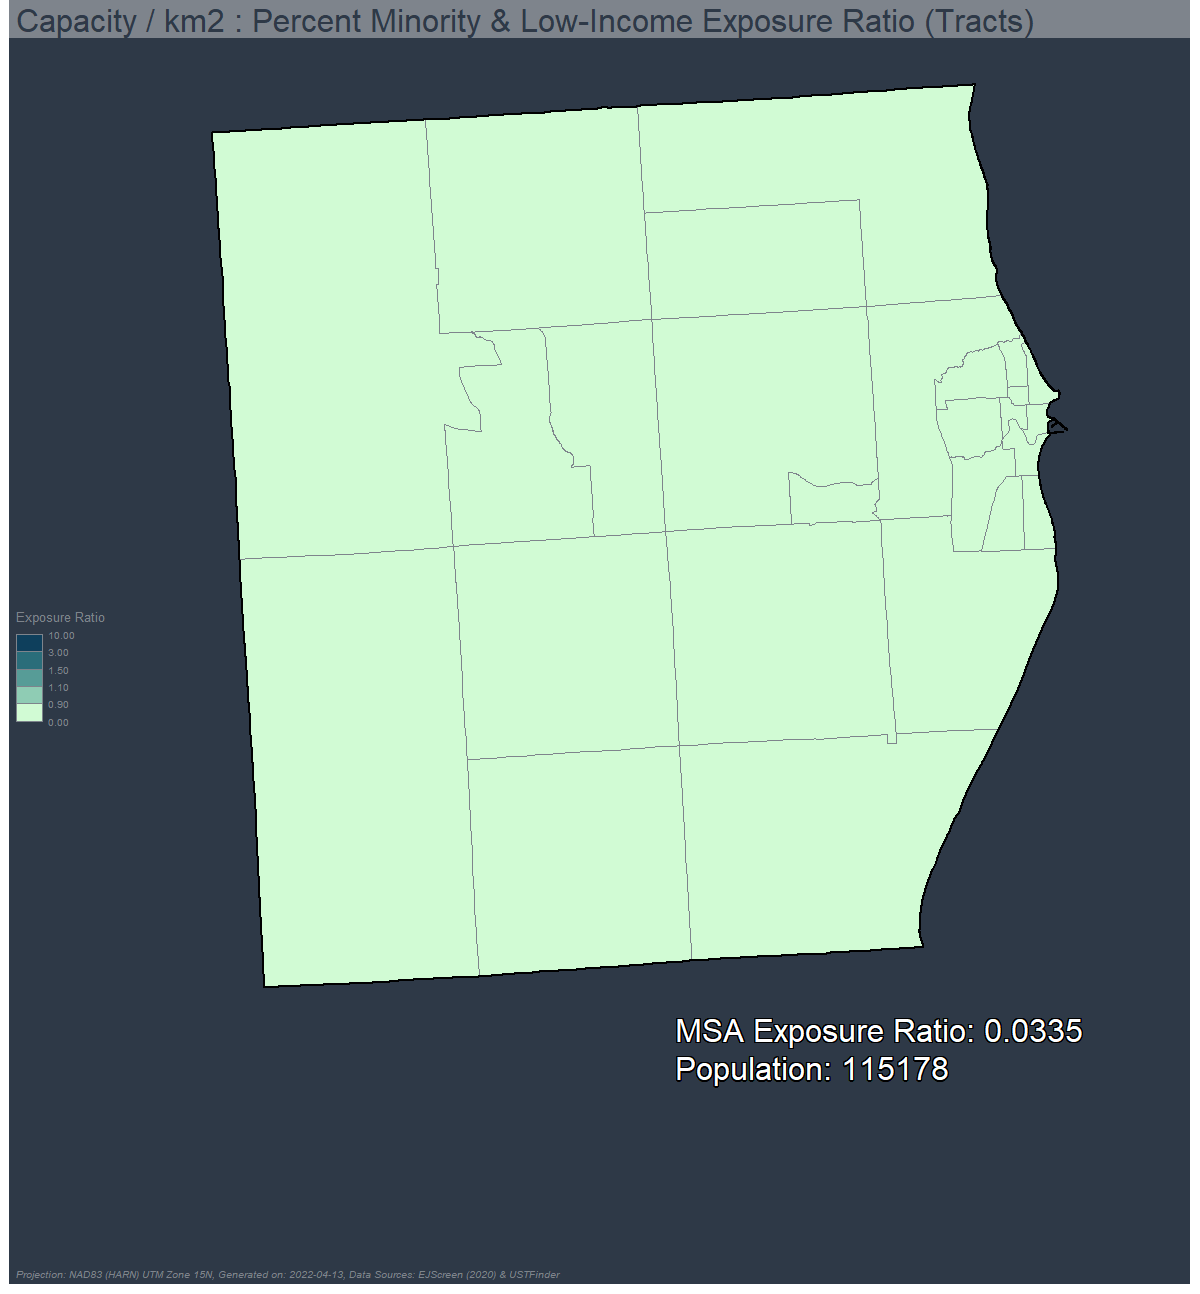 Capacity / km2 : Percent Minority & Low-Income Exposure Ratio (Tracts)
Exposure Ratio
10.00
3.00
1.50
1.10
0.90
0.00
MSA Exposure Ratio: 0.0335
Population: 115178
Projection: NAD83 (HARN) UTM Zone 15N, Generated on: 2022-04-13, Data Sources: EJScreen (2020) & USTFinder